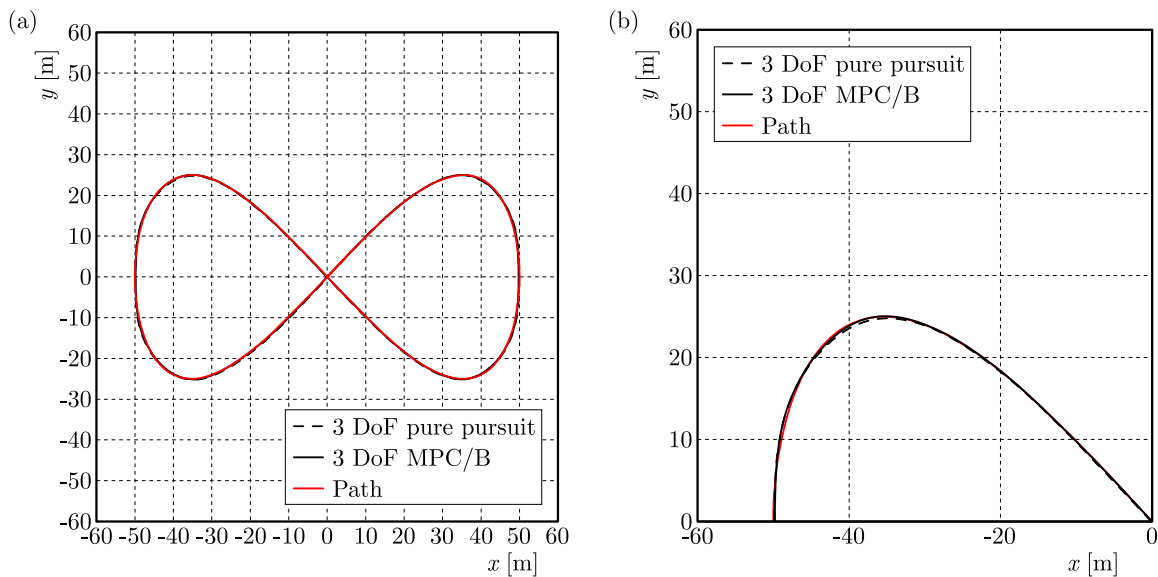 (a)
y [m]
60
50
40
30
20
10
0
-10
-20
-30
-40
-50
-60
-60 -50 -40 -30 -20 -10 0 10 20 30 40 50 60
x [m]
3 DoF pure pursuit
3 DoF MPC/B
Path
(b)
y [m]
60
50
40
30
20
10
0
-60 -40 -20 0
x [m]
3 DoF pure pursuit
3 DoF MPC/B
Path